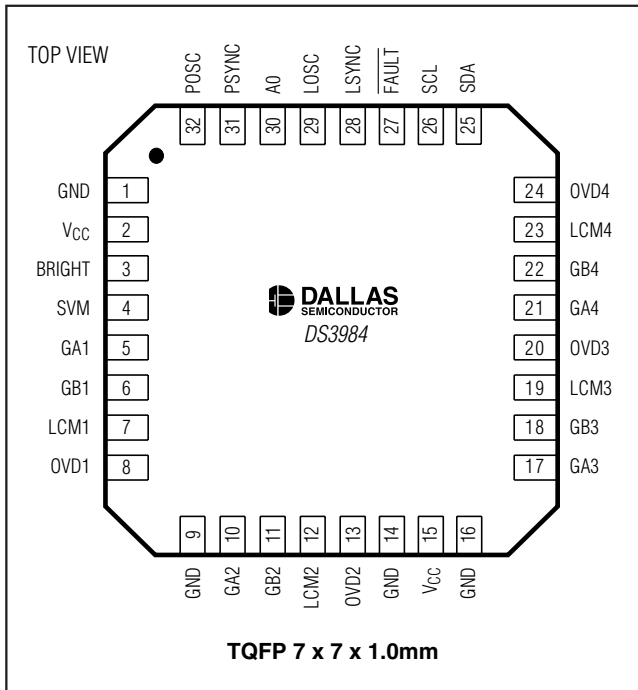 TOP VIEW
POSC
PSYNC
A0
LOSC
LSYNC
FAULT
SCL
SDA
32
31
30
29
28
27
26
25
GND 1
VCC 2
BRIGHT 3
SVM 4
GA1 5
GB1 6
LCM1 7
OVD1 8
DALLAS
SEMICONDUCTOR
DS3984
24 OVD4
23 LCM4
22 GB4
21 GA4
20 OVD3
19 LCM3
18 GB3
17 GA3
9
10
11
12
13
14
15
16
GND
GA2
GB2
LCM2
OVD2
GND
VCC
GND
TQFP 7 x 7 x 1.0mm